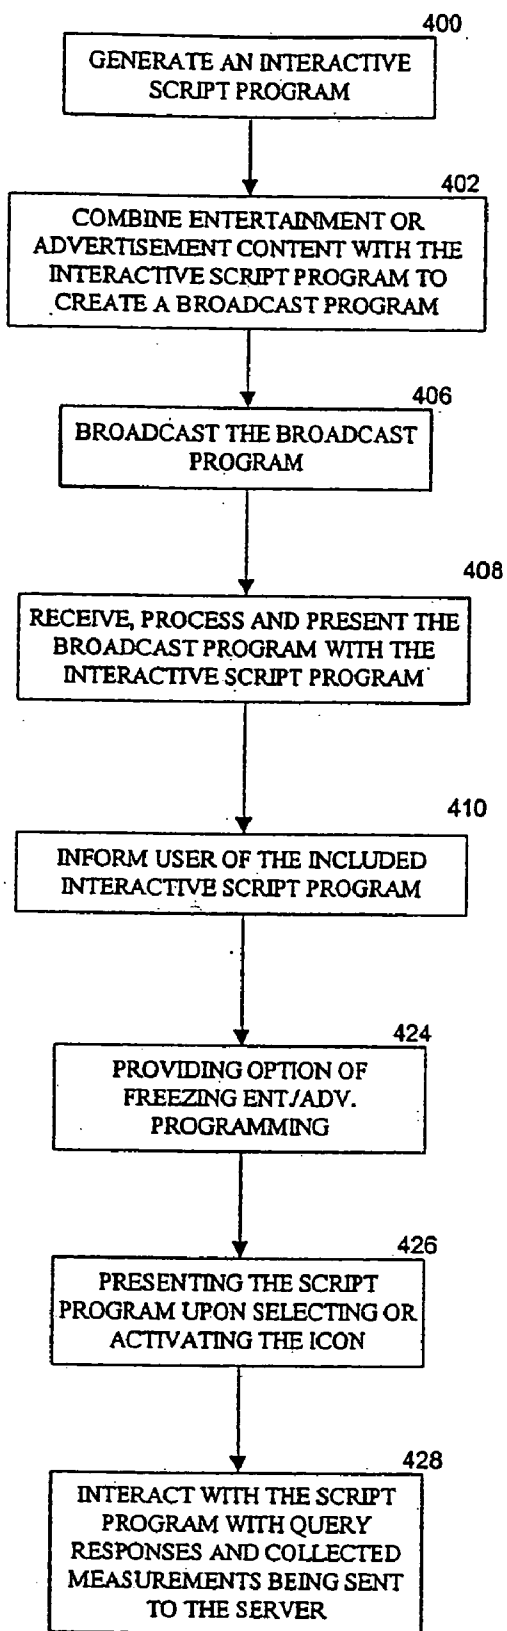 400
GENERATE AN INTERACTIVE
SCRIPT PROGRAM
402
COMBINE ENTERTAINMENT OR
ADVERTISEMENT CONTENT WITH THE
INTERACTIVE SCRIPT PROGRAM TO
CREATE A BROADCAST PROGRAM
406
BROADCAST THE BROADCAST
PROGRAM
408
RECEIVE, PROCESS AND PRESENT THE
BROADCAST PROGRAM WITH THE
INTERACTIVE SCRIPT PROGRAM
410
INFORM USER OF THE INCLUDED
INTERACTIVE SCRIPT PROGRAM
424
PROVIDING OPTION OF
FREEZING ENT./ADV.
PROGRAMMING
426
PRESENTING THE SCRIPT
PROGRAM UPON SELECTING OR
ACTIVATING THE ICON
428
INTERACT WITH THE SCRIPT
PROGRAM WITH QUERY
RESPONSES AND COLLECTED
MEASUREMENTS BEING SENT
TO THE SERVER